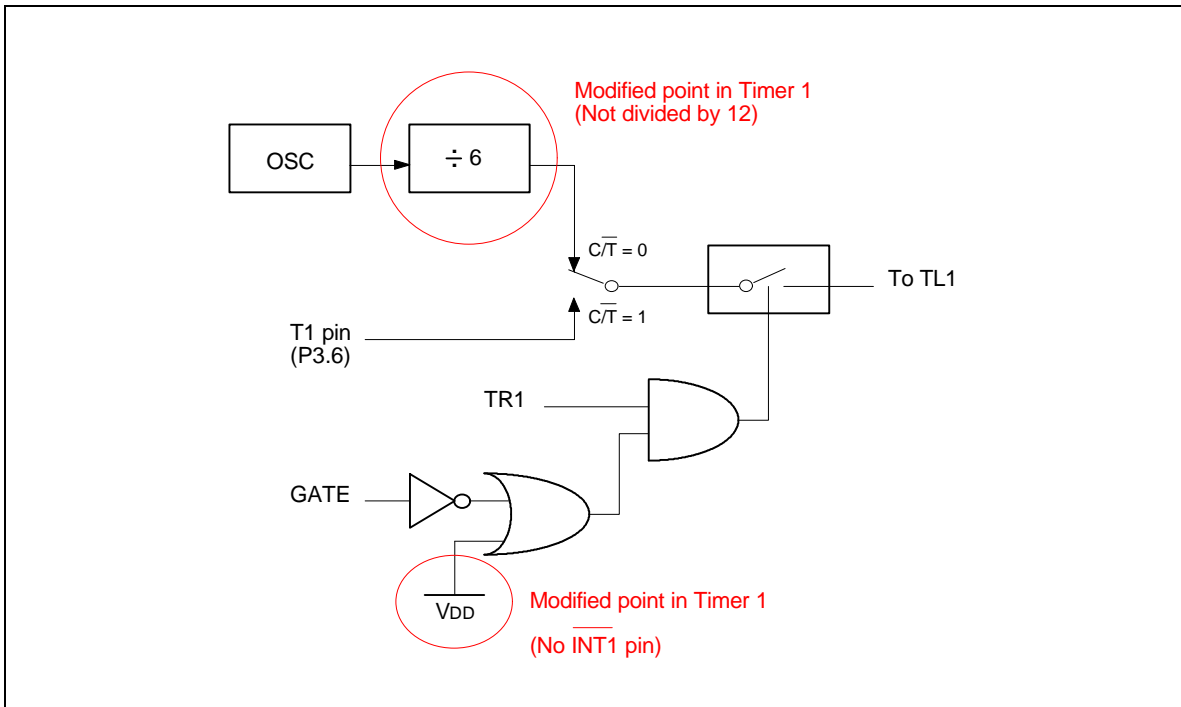 Modified point in Timer 1
(Not divided by 12)
OSC
÷ 6
C/T̅ = 0
To TL1
C/T̅ = 1
T1 pin
(P3.6)
TR1
GATE
VDD
Modified point in Timer 1
(No I̅N̅T̅1̅ pin)